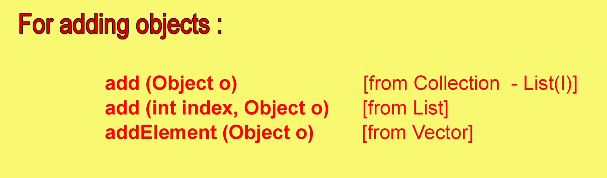 For adding objects :
add (Object o) [from Collection - List(I)]
add (int index, Object o) [from List]
addElement (Object o) [from Vector]